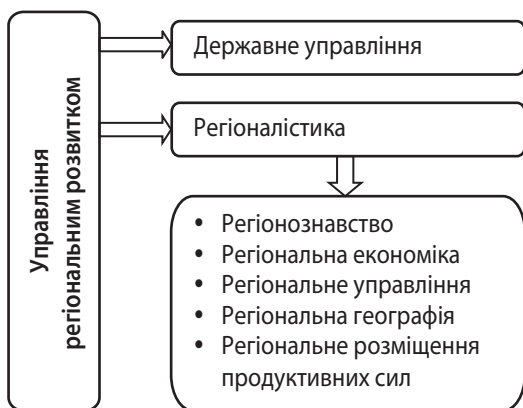 Управління
регіональним розвитком
Державне управління
Регіоналістика
• Регіонознавство
• Регіональна економіка
• Регіональне управління
• Регіональна географія
• Регіональне розміщення
продуктивних сил